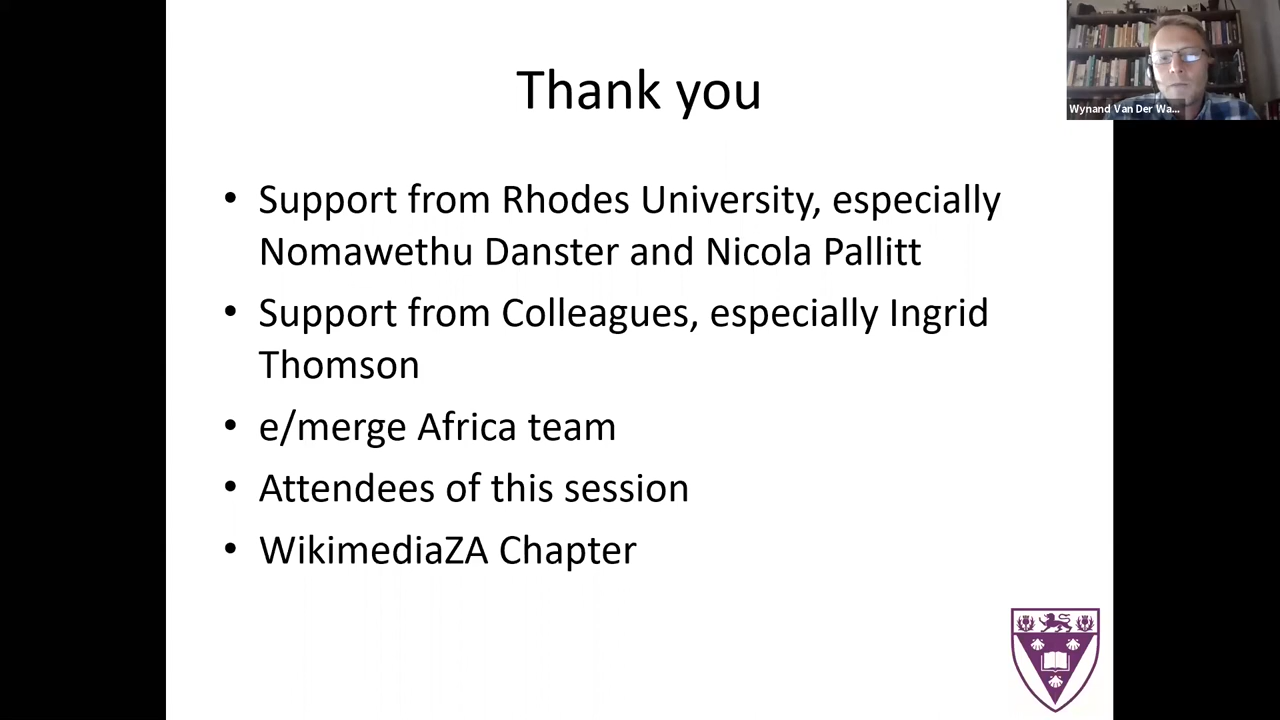 Thank you
Wynand Van Der Wa...
• Support from Rhodes University, especially
Nomawethu Danster and Nicola Pallitt
• Support from Colleagues, especially Ingrid
Thomson
• e/merge Africa team
• Attendees of this session
• WikimediaZA Chapter